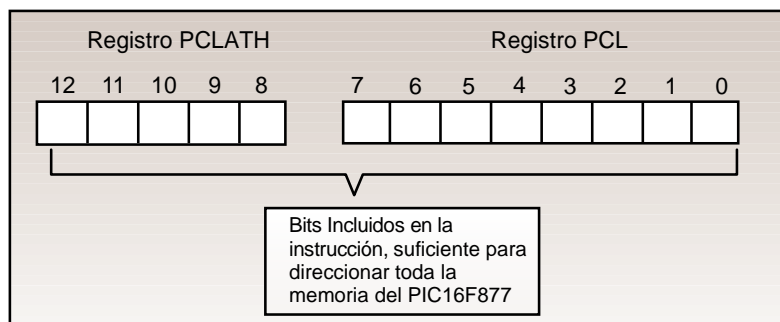 Registro PCLATH Registro PCL
12 11 10 9 8 7 6 5 4 3 2 1 0
Bits Incluidos en la
instrucción, suficiente para
direccionar toda la
memoria del PIC16F877